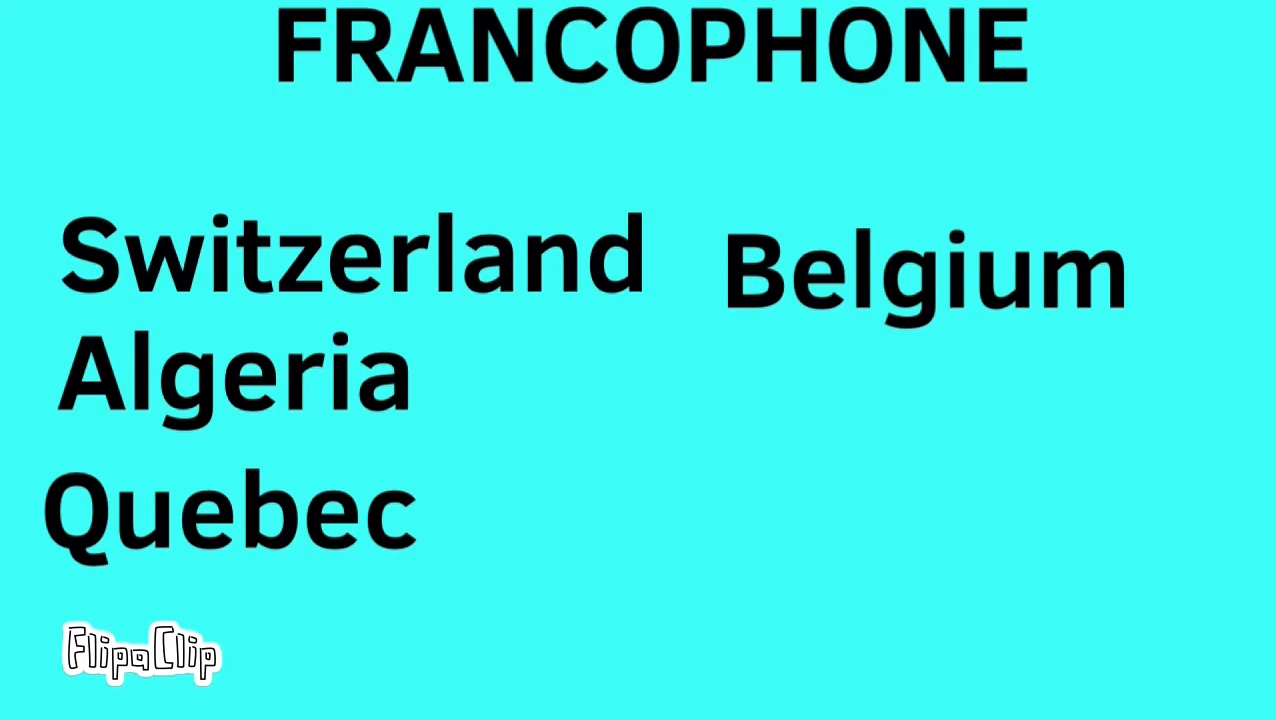 FRANCOPHONE
Switzerland
Belgium
Algeria
Quebec
FlipaClip